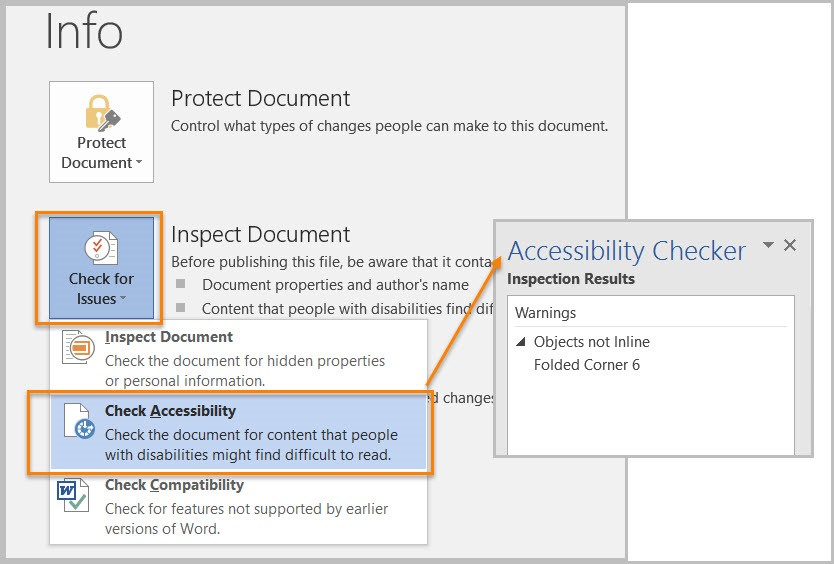 Info
Protect Document
Control what types of changes people can make to this document.
Protect
Document
Inspect Document
Before publishing this file, be aware that it conta
Document properties and author's name
Content that people with disabilities find dif
Check for
Issues
Inspect Document
Check the document for hidden properties
or personal information.
Check Accessibility
Check the document for content that people
with disabilities might find difficult to read.
Check Compatibility
Check for features not supported by earlier
versions of Word.
d changes
Accessibility Checker
Inspection Results
Warnings
Objects not Inline
Folded Corner 6